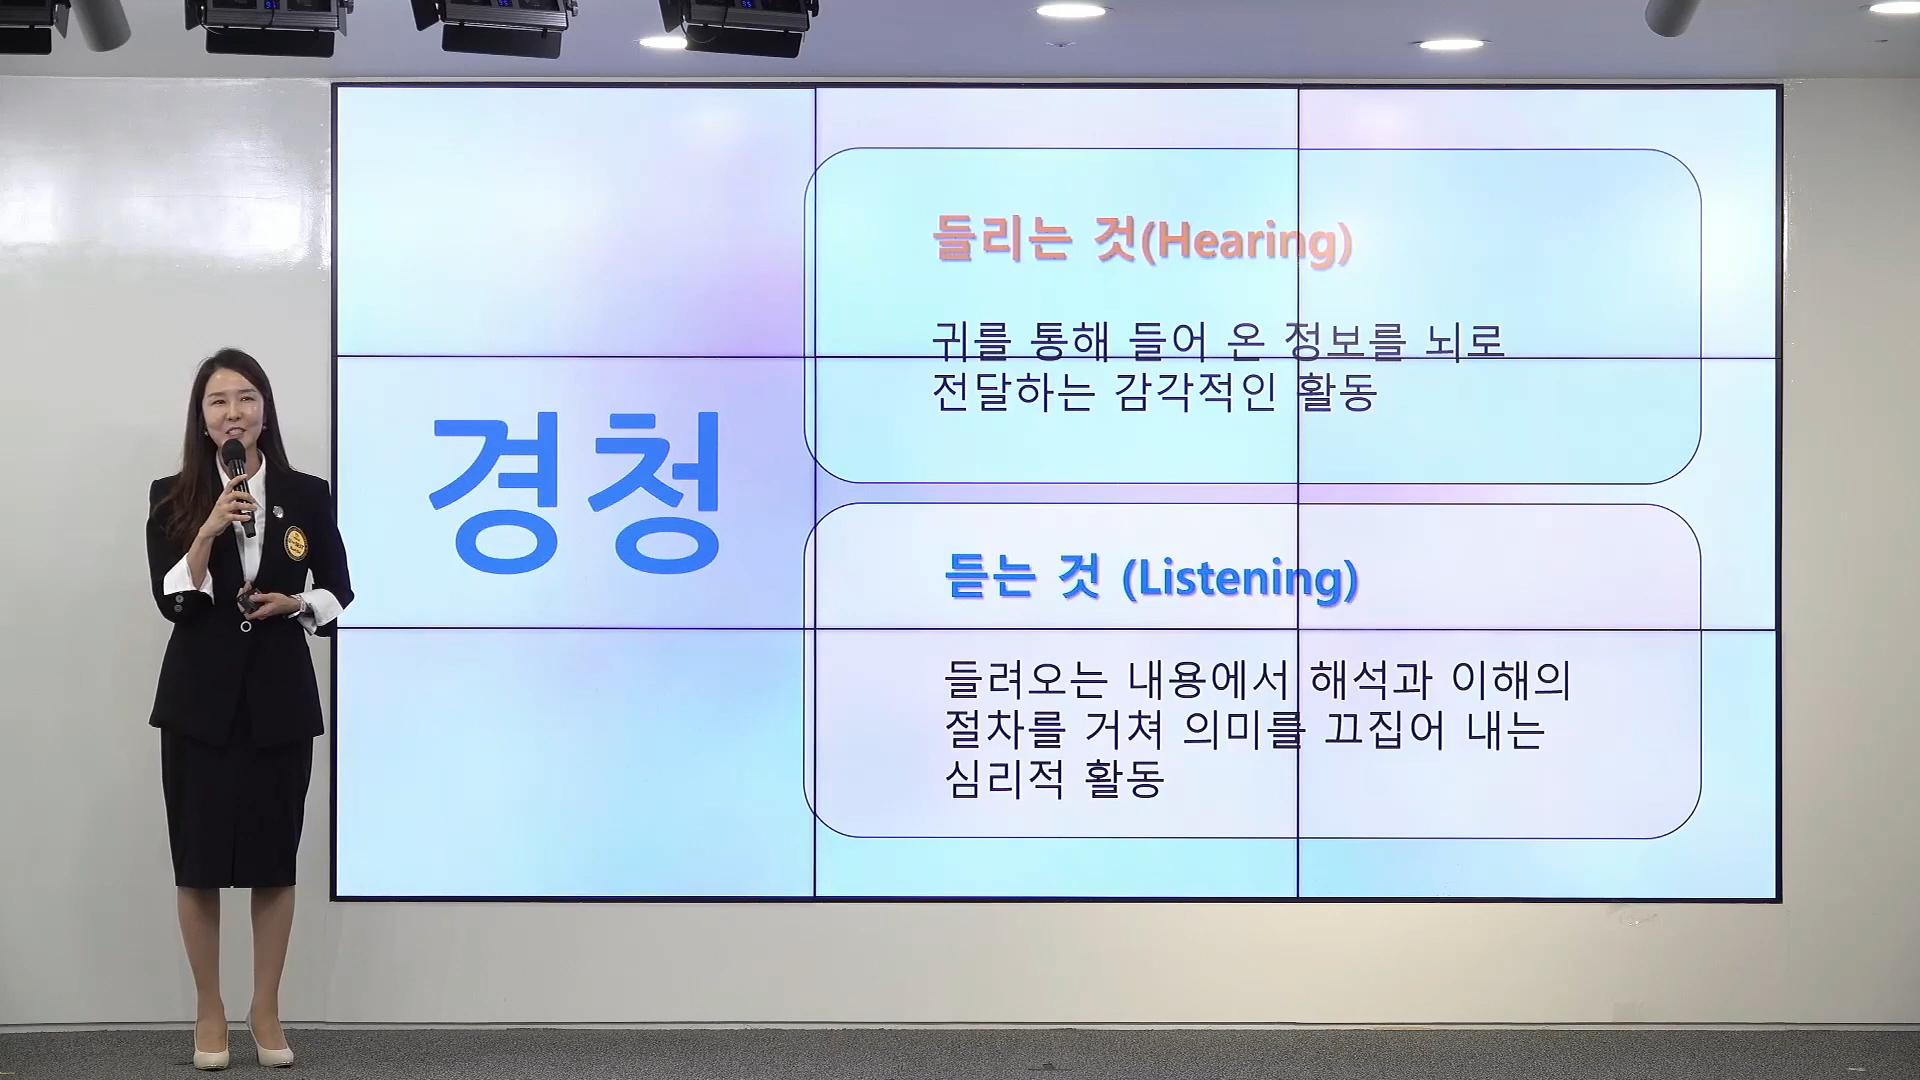 경청
들리는 것(Hearing)
귀를 통해 들어 온 정보를 뇌로
전달하는 감각적인 활동
듣는 것 (Listening)
들려오는 내용에서 해석과 이해의
절차를 거쳐 의미를 끄집어 내는
심리적 활동